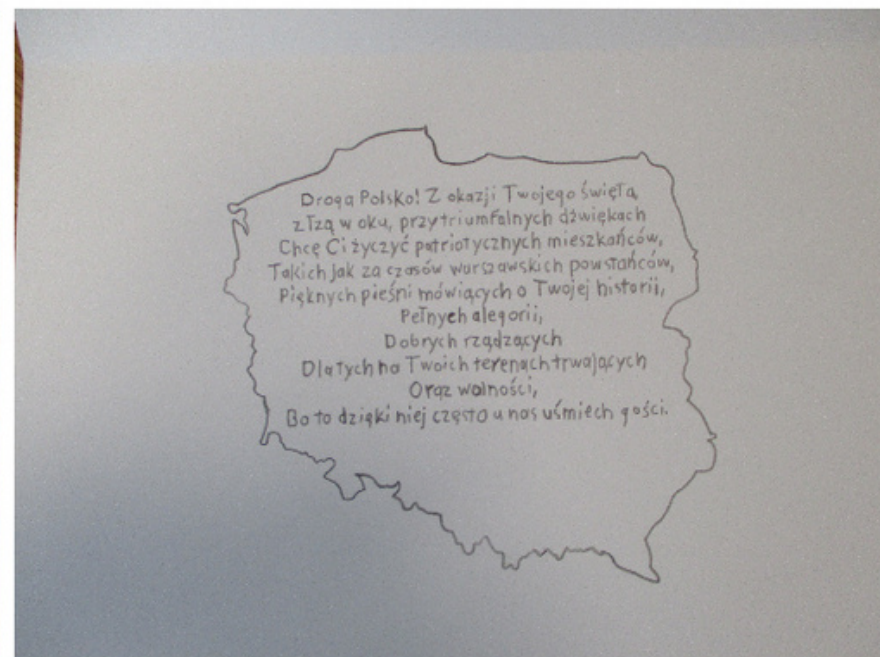 Droga Polsko! Z okazji Twojego święta,
z łzą w oku, przy triumfalnych dźwiękach
Chcę Ci życzyć patriotycznych mieszkańców,
Takich jak za czasów warszawskich powstańców,
Pięknych pieśni mówiących o Twojej historii,
Pełnych alegorii,
Dobrych rządzących
Dla tych na Twoich terenach trwających
Oraz wolności,
Bo to dzięki niej często u nas uśmiech gości.